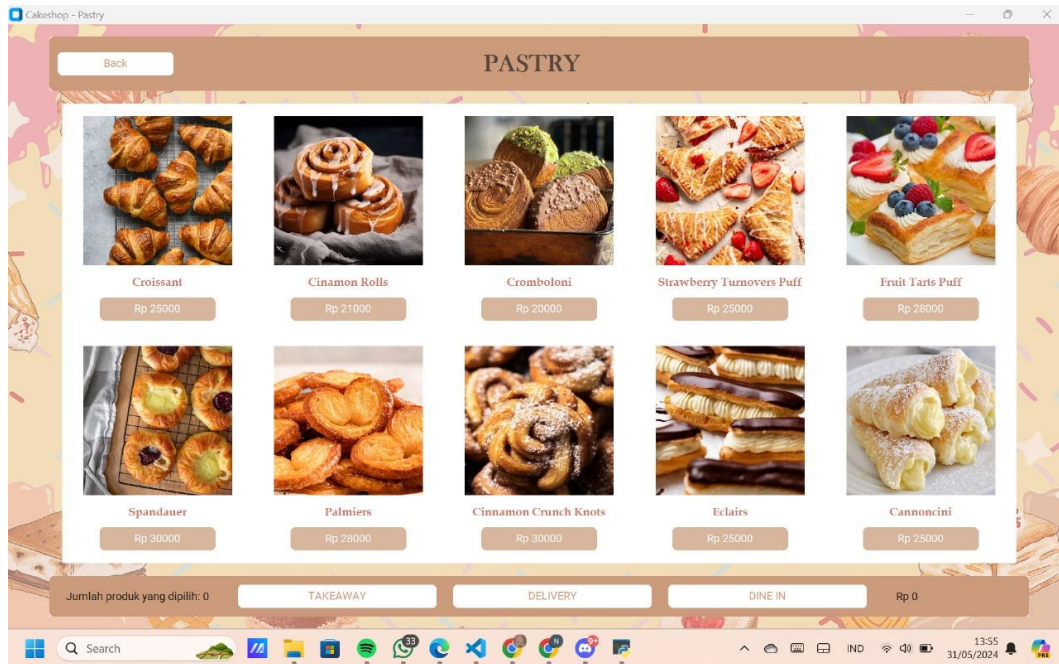 Cakeshop - Pastry
Back
PASTRY
Croissant
Cinamon Rolls
Cromboloni
Strawberry Turnovers Puff
Fruit Tarts Puff
Rp 25000
Rp 21000
Rp 20000
Rp 25000
Rp 28000
Spandauer
Palmiers
Cinnamon Crunch Knots
Eclairs
Cannoncini
Rp 30000
Rp 28000
Rp 30000
Rp 25000
Rp 25000
Jumlah produk yang dipilih: 0
TAKEAWAY
DELIVERY
DINE IN
Rp 0
Search
33
N
9+
IND
13:55
31/05/2024
PRE